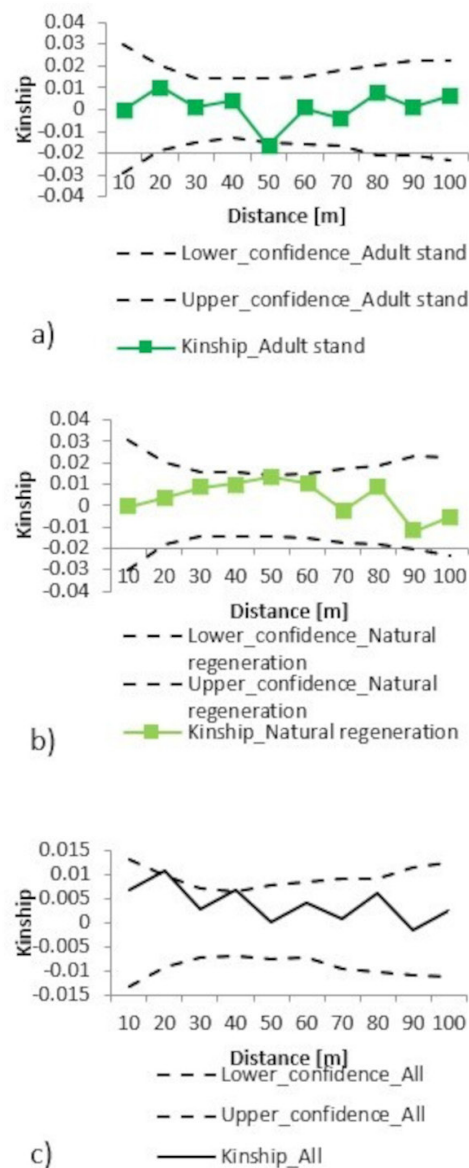 0.04
0.03
0.02
0.01
0
-0.01
-0.02
-0.03
-0.04
Kinship
10 20 30 40 50 60 70 80 90 100
Distance [m]
Lower_confidence_Adult stand
Upper_confidence_Adult stand
Kinship_Adult stand
a)
0.04
0.03
0.02
0.01
0
-0.01
-0.02
-0.03
-0.04
Kinship
10 20 30 40 50 60 70 80 90 100
Distance [m]
Lower_confidence_Natural
regeneration
Upper_confidence_Natural
regeneration
Kinship_Natural regeneration
b)
0.015
0.01
0.005
0
-0.005
-0.01
-0.015
Kinship
10 20 30 40 50 60 70 80 90 100
Distance [m]
Lower_confidence_All
Upper_confidence_All
Kinship_All
c)